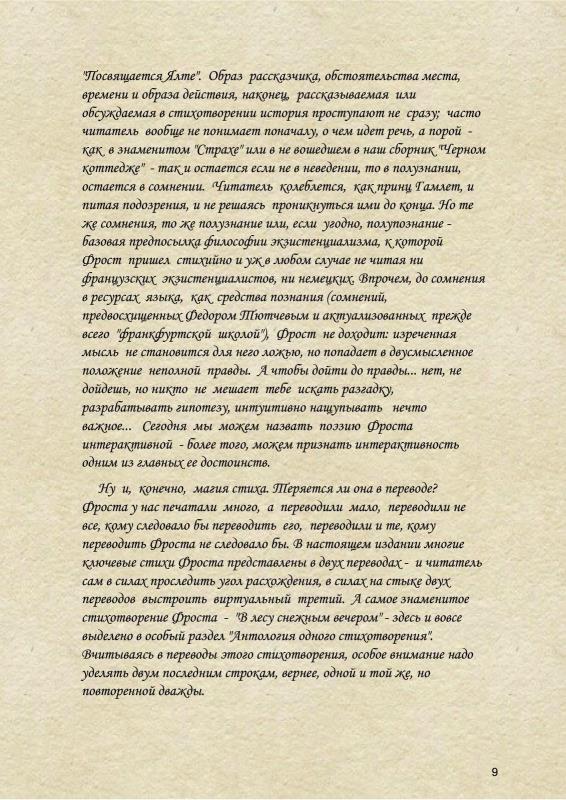 "Посвящается Ялте". Образ рассказчика, обстоятельства места,
времени и образа действия, наконец, рассказываемая или
обсуждаемая в стихотворении история проступают не сразу; часто
читатель вообще не понимает поначалу, о чем идет речь, а порой -
как в знаменитом "Страхе" или в не вошедшем в наш сборник "Черном
коттедже" - так и остается если не в неведении, то в полузнании,
остается в сомнении. Читатель колеблется, как принц Гамлет, и
питая подозрения, и не решаясь проникнуться ими до конца. Но те
же сомнения, то же полузнание или, если угодно, полупознание -
базовая предпосылка философии экзистенциализма, к которой
Фрост пришел стихийно и уж в любом случае не читая ни
французских экзистенциалистов, ни немецких. Впрочем, до сомнения
в ресурсах языка, как средства познания (сомнений,
предвосхищенных Федором Тютчевым и актуализованных прежде
всего "франкфуртской школой"), Фрост не доходит: изреченная
мысль не становится для него ложью, но попадает в двусмысленное
положение неполной правды. А чтобы дойти до правды... нет, не
дойдешь, но никто не мешает тебе искать разгадку,
разрабатывать гипотезу, интуитивно нащупывать нечто
важное... Сегодня мы можем назвать поэзию Фроста
интерактивной - более того, можем признать интерактивность
одним из главных ее достоинств.
Ну и, конечно, магия стиха. Теряется ли она в переводе?
Фроста у нас печатали много, а переводили мало, переводили не
все, кому следовало бы переводить его, переводили и те, кому
переводить Фроста не следовало бы. В настоящем издании многие
ключевые стихи Фроста представлены в двух переводах - и читатель
сам в силах проследить угол расхождения, в силах на стыке двух
переводов выстроить виртуальный третий. А самое знаменитое
стихотворение Фроста - "В лесу снежным вечером" - здесь и вовсе
выделено в особый раздел "Антология одного стихотворения".
Вчитываясь в переводы этого стихотворения, особое внимание надо
уделять двум последним строкам, вернее, одной и той же, но
повторенной дважды.
9